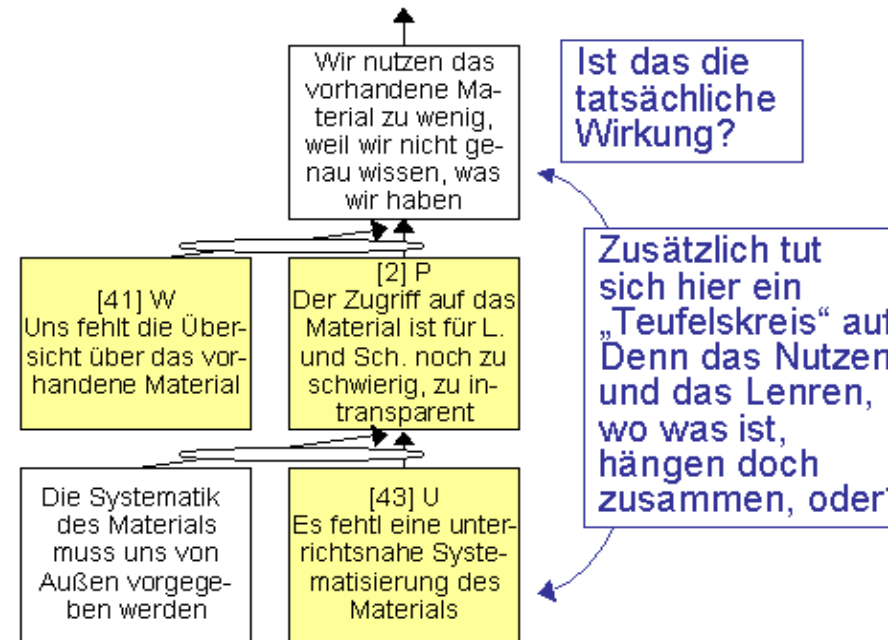 Wir nutzen das
vorhandene Ma-
terial zu wenig,
weil wir nicht ge-
nau wissen, was
wir haben
Ist das die
tatsächliche
Wirkung?
[41] W
Uns fehlt die Über-
sicht über das vor-
handene Material
[2] P
Der Zugriff auf das
Material ist für L.
und Sch. noch zu
schwierig, zu in-
transparent
Zusätzlich tut
sich hier ein
„Teufelskreis“ auf
Denn das Nutzen
und das Lenren,
wo was ist,
hängen doch
zusammen, oder?
Die Systematik
des Materials
muss uns von
Außen vorgege-
ben werden
[43] U
Es fehtl eine unter-
richtsnahe Syste-
matisierung des
Materials